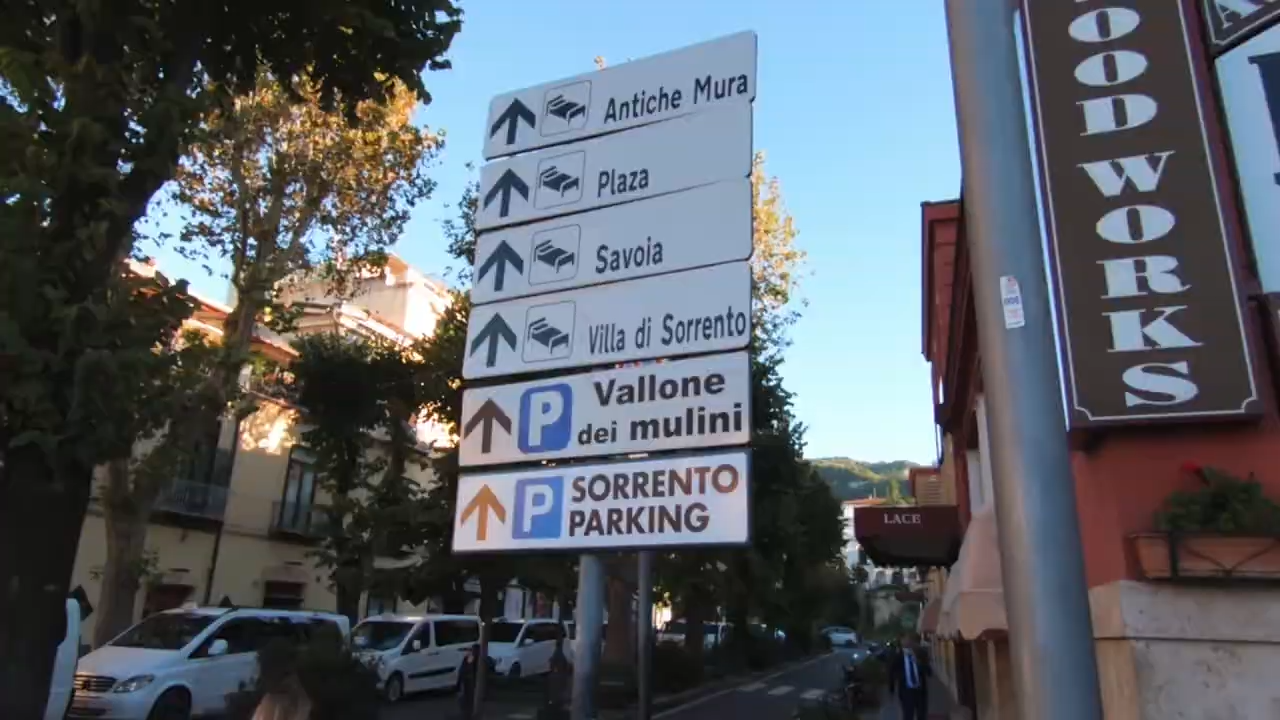 Antiche Mura
Plaza
Savoia
Villa di Sorrento
P Vallone
dei mulini
P SORRENTO
PARKING
OOD WORKS
LACE